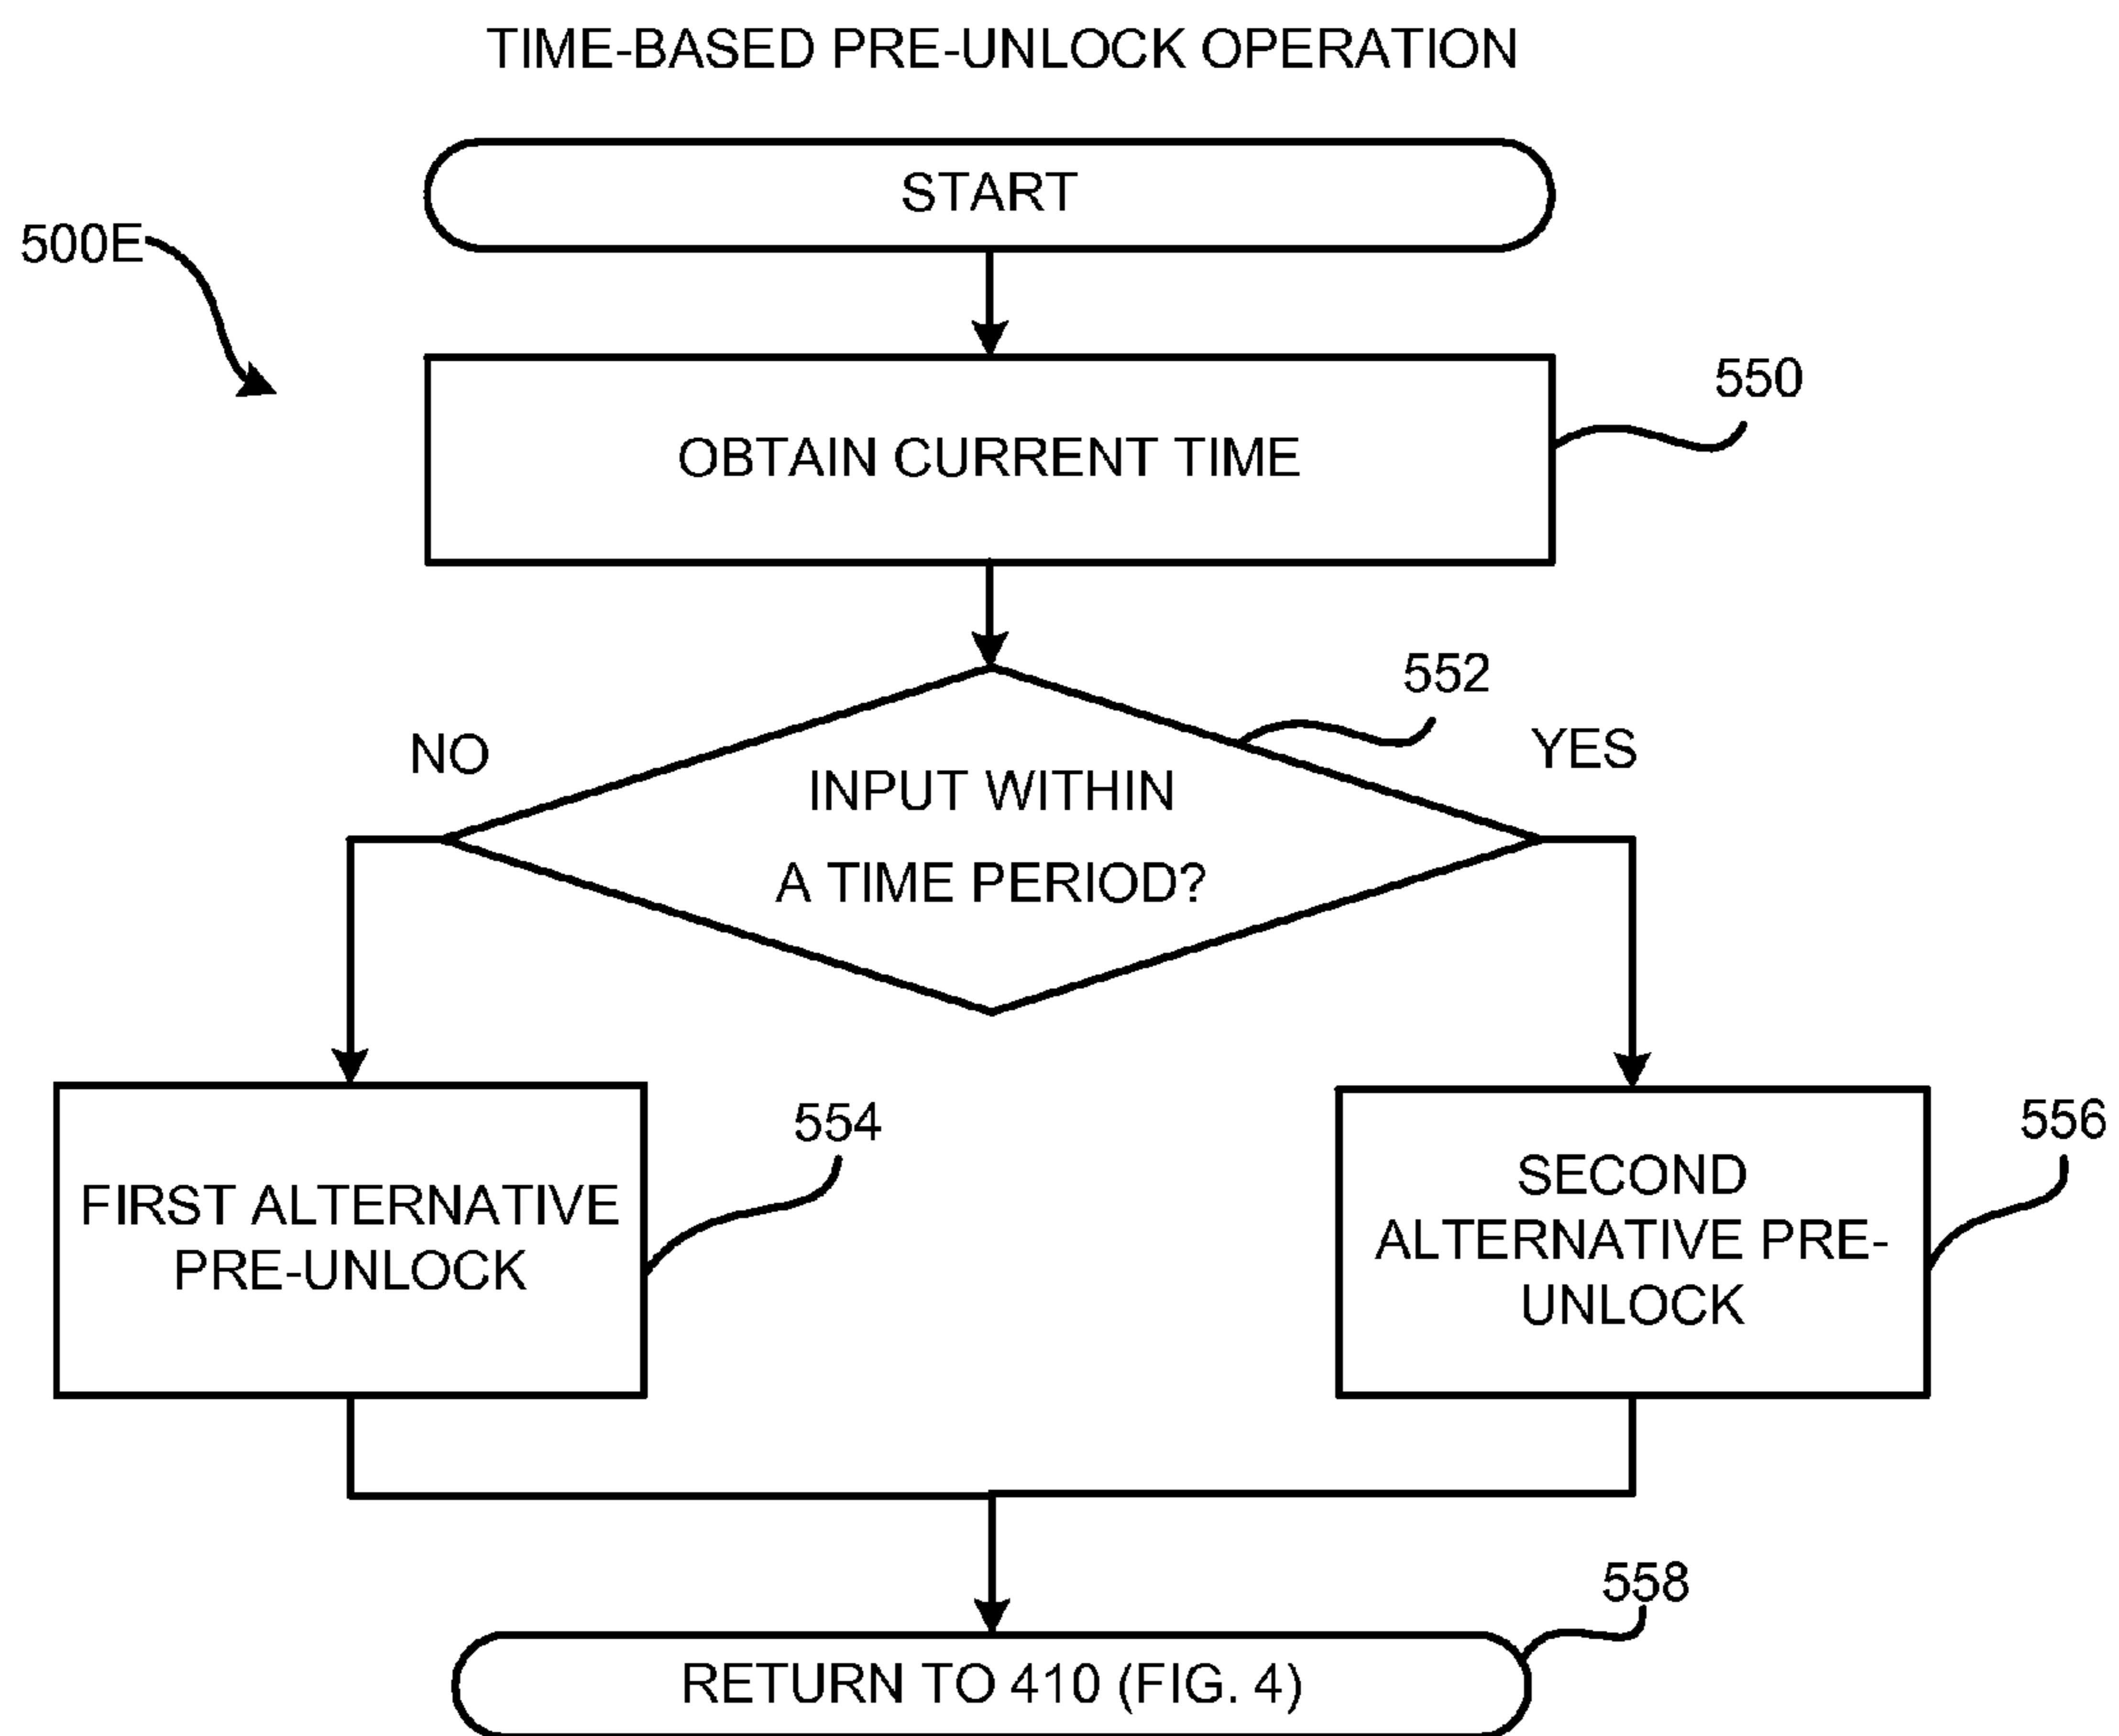 TIME-BASED PRE-UNLOCK OPERATION
START
500E
550
OBTAIN CURRENT TIME
552
NO
YES
INPUT WITHIN
A TIME PERIOD?
554
556
FIRST ALTERNATIVE
PRE-UNLOCK
SECOND
ALTERNATIVE PRE-
UNLOCK
558
RETURN TO 410 (FIG. 4)